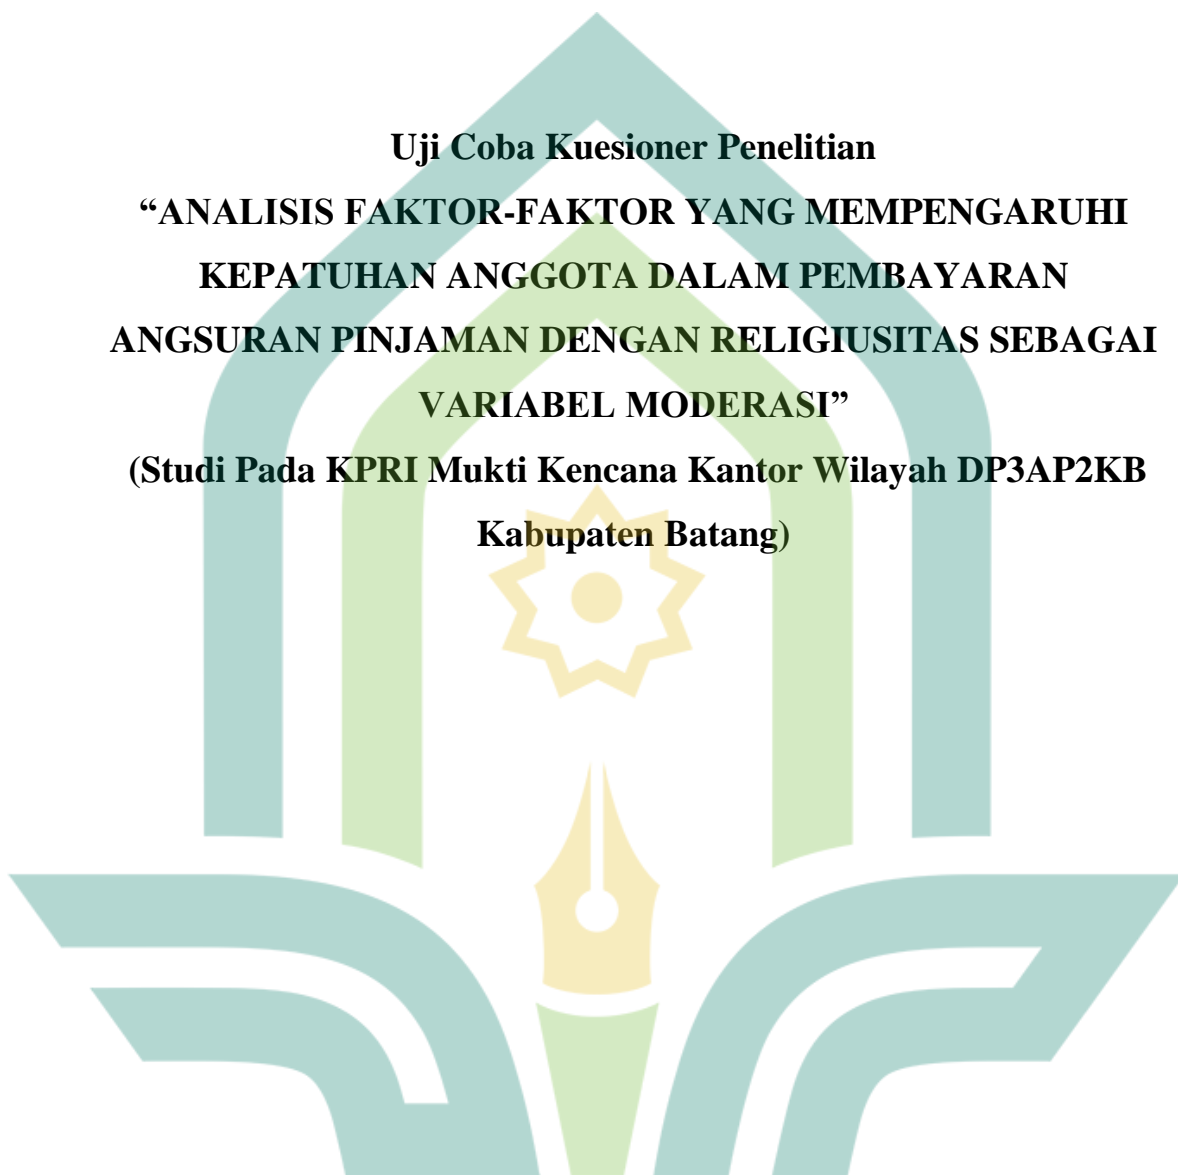 Uji Coba Kuesioner Penelitian
“ANALISIS FAKTOR-FAKTOR YANG MEMPENGARUHI
KEPATUHAN ANGGOTA DALAM PEMBAYARAN
ANGSURAN PINJAMAN DENGAN RELIGIUSITAS SEBAGAI
VARIABEL MODERASI”
(Studi Pada KPRI Mukti Kencana Kantor Wilayah DP3AP2KB
Kabupaten Batang)